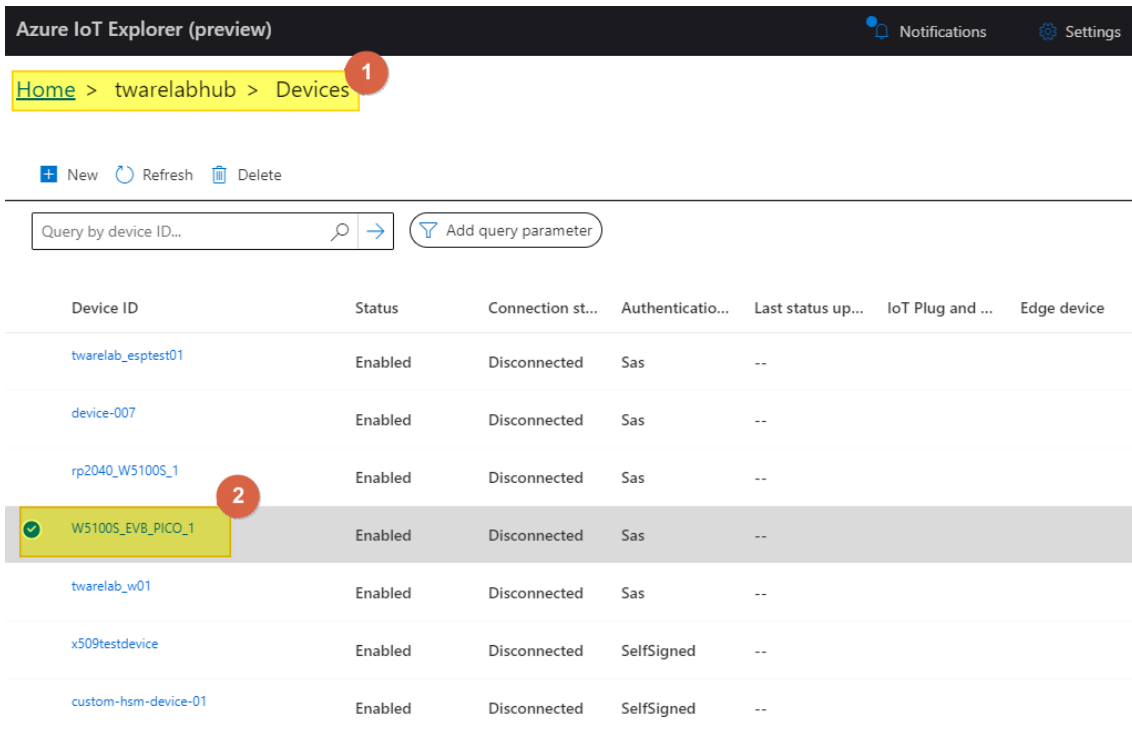 Azure IoT Explorer (preview) Notifications Settings
1
Home > twarelabhub > Devices
New Refresh Delete
Query by device ID... Add query parameter
Device ID Status Connection st... Authenticatio... Last status up... IoT Plug and ... Edge device
twarelab_esptest01 Enabled Disconnected Sas --
device-007 Enabled Disconnected Sas --
rp2040_W5100S_1 Enabled Disconnected Sas --
2
W5100S_EVB_PICO_1 Enabled Disconnected Sas --
twarelab_w01 Enabled Disconnected Sas --
x509testdevice Enabled Disconnected SelfSigned --
custom-hsm-device-01 Enabled Disconnected SelfSigned --